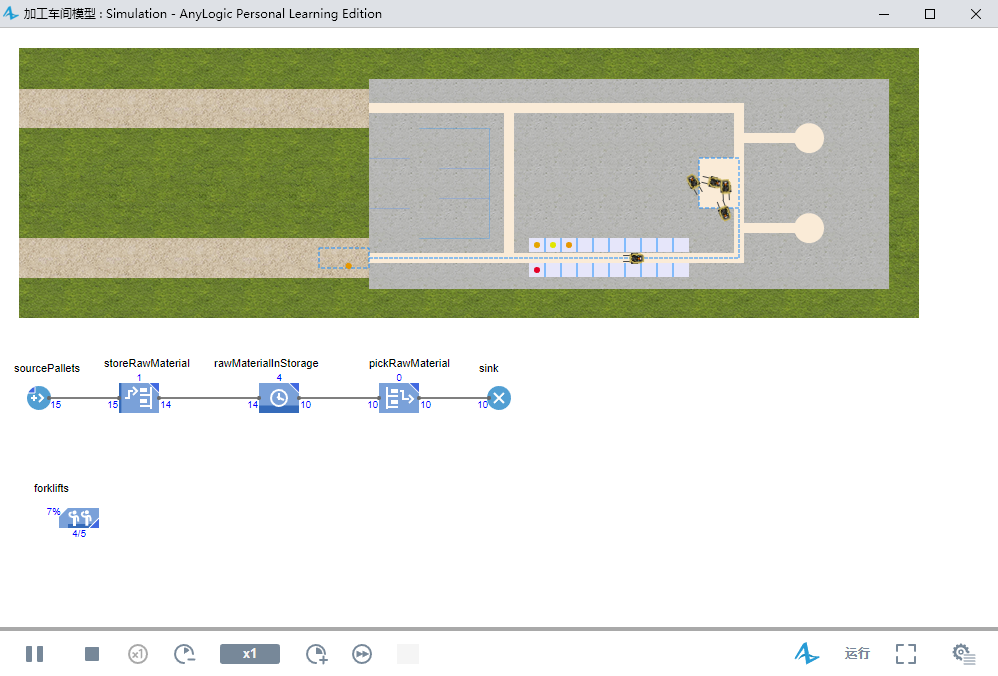 加工车间模型 : Simulation - AnyLogic Personal Learning Edition
sourcePallets
storeRawMaterial
rawMaterialInStorage
pickRawMaterial
sink
1
4
0
15
15
14
14
10
10
10
10
forklifts
7%
4/5
x1
x1
运行